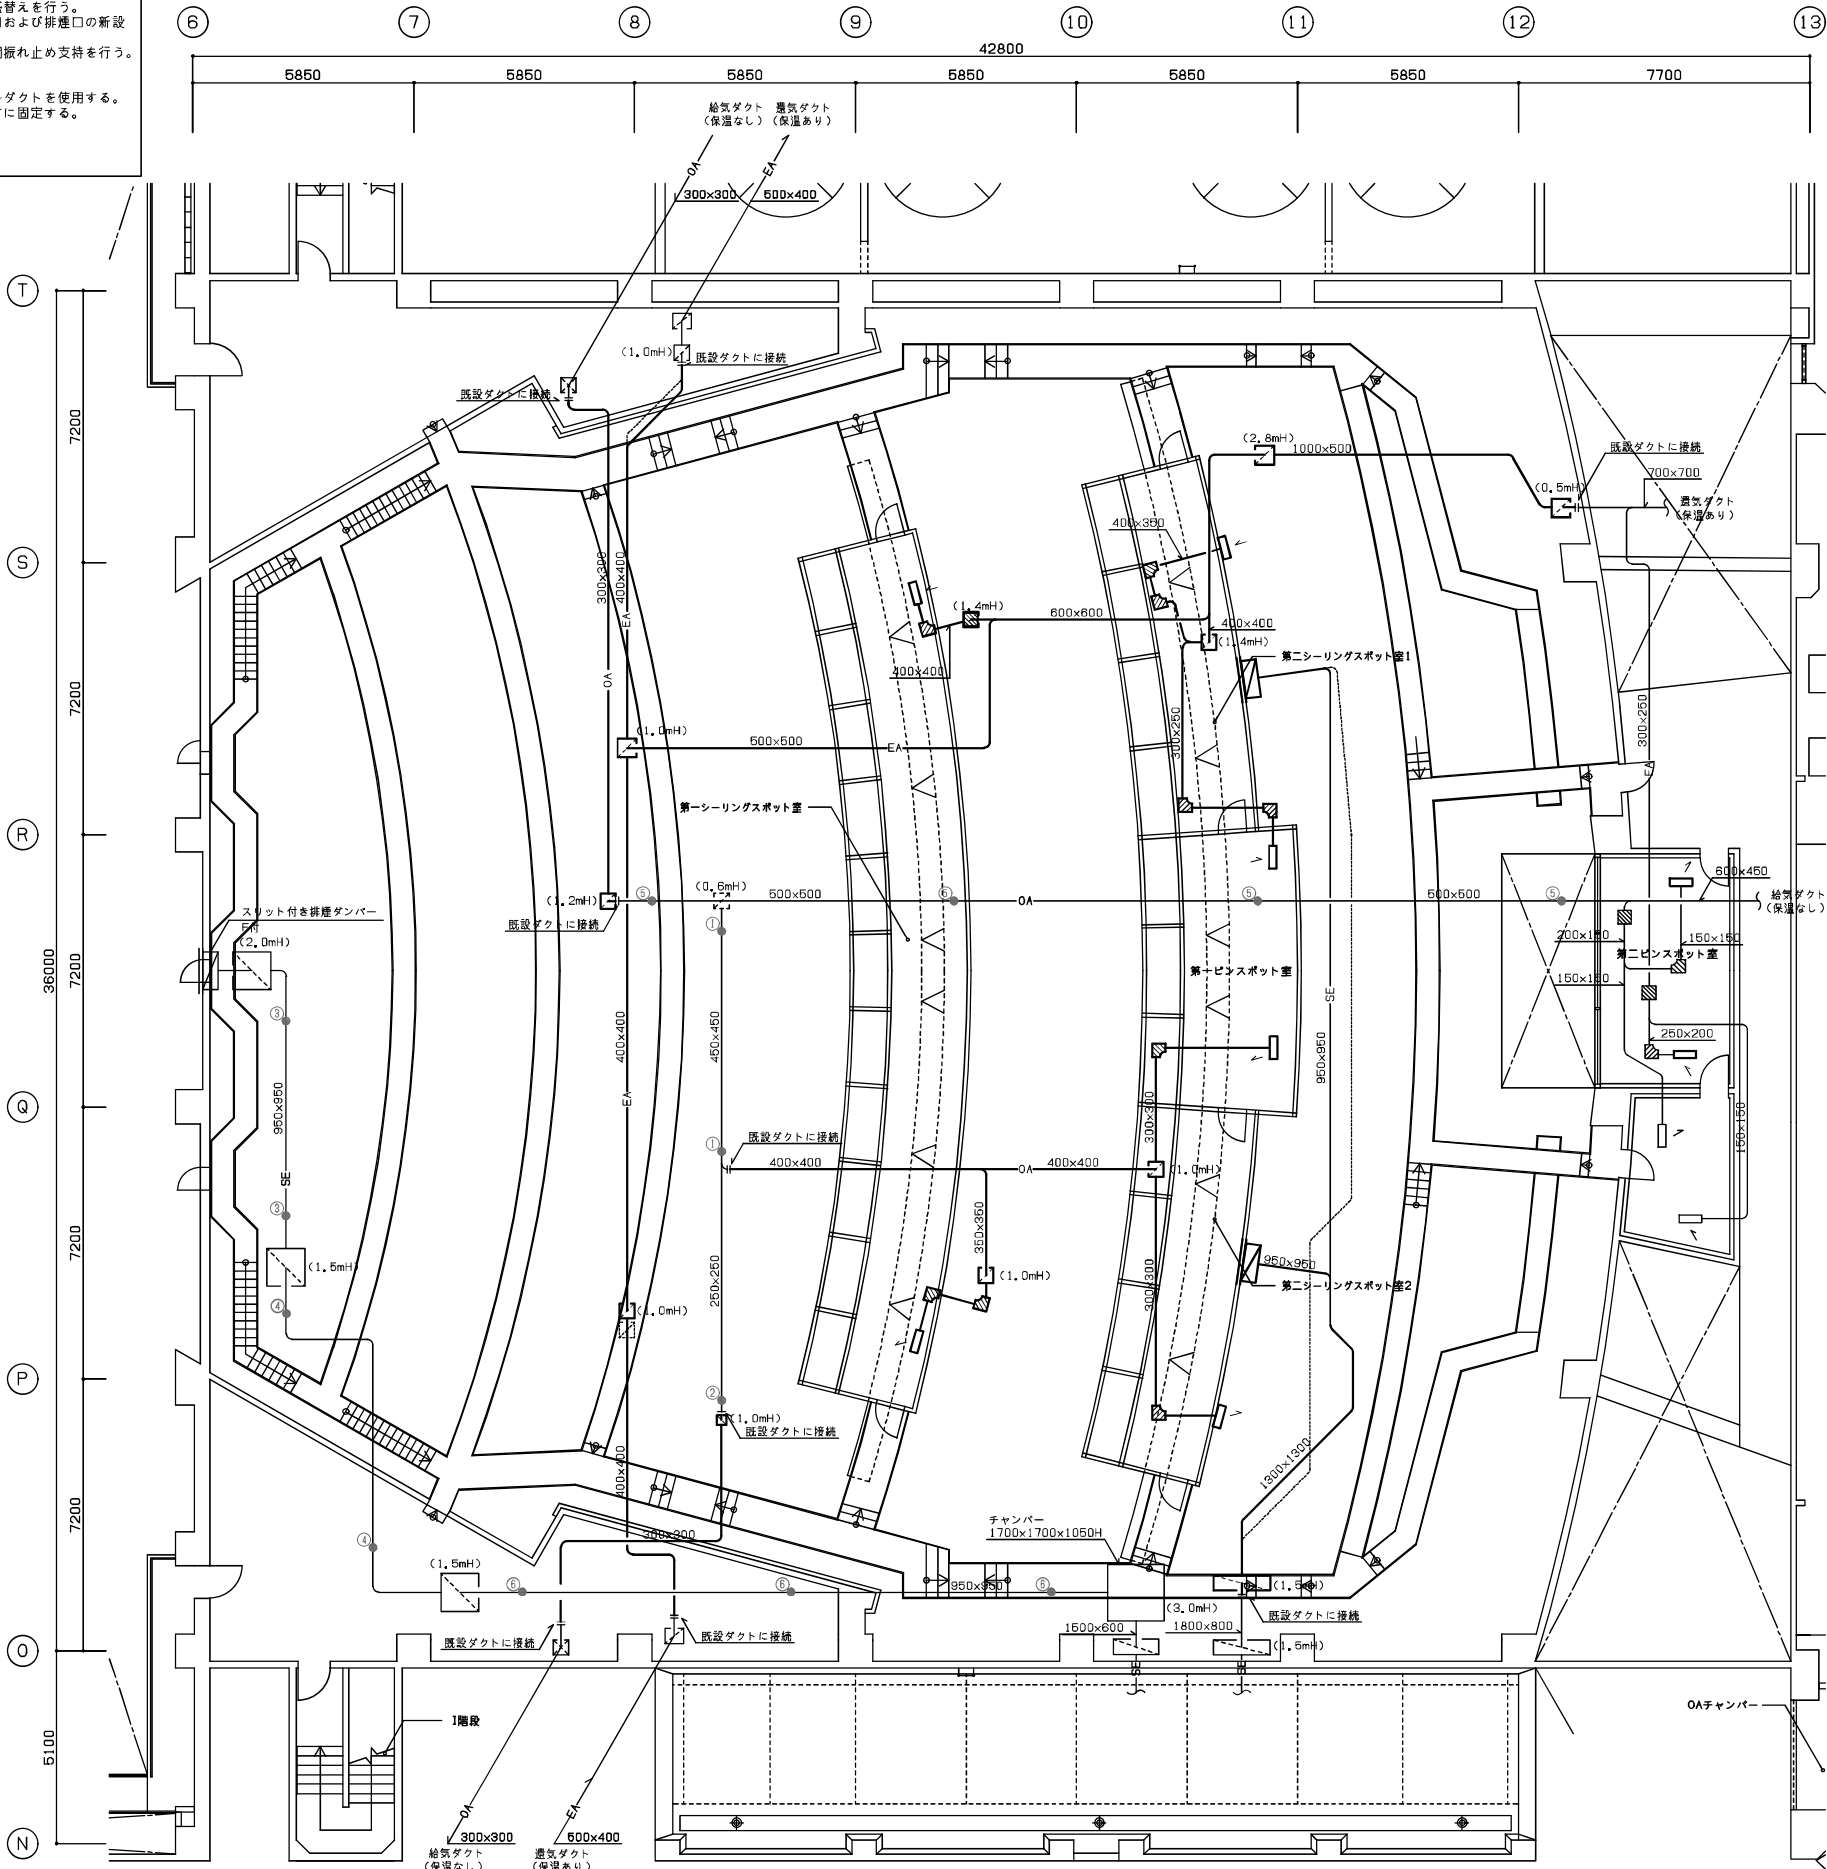 替えを行う。
および排煙口の新設
振れ止め支持を行う。
ダクトを使用する。
に固定する。
6
7
8
9
10
11
12
13
42800
5850
5850
5850
5850
5850
5850
7700
給気ダクト
(保温なし)
還気ダクト
(保温あり)
OA
EA
300×300
500×400
T
(1.0mH)
既設ダクトに接続
既設ダクトに接続
7200
(2.8mH)
1000×500
既設ダクトに接続
700×700
(0.5mH)
還気ダクト
(保温あり)
400×350
S
300×300
400×400
EA
(1.4mH)
600×600
400×400
(1.4mH)
400×400
第二シーリングスポット室1
OA
7200
(1.0mH)
500×500
EA
300×250
300×250
EA
第一シーリングスポット室
R
(0.6mH)
(1.2mH)
⑤
500×500
⑤
OA
⑤
500×500
⑤
600×450
給気ダクト
(保温なし)
既設ダクトに接続
①
スリット付き排煙ダンパー
F付
(2.0mH)
200×150
150×150
第二ピンスポット室
150×150
第一ピンスポット室
36000
7200
③
SE
400×400
450×450
950×950
250×200
EA
Q
950×950
300×300
150×150
①
既設ダクトに接続
400×400
OA
400×400
(1.0mH)
SE
③
7200
350×350
(1.5mH)
(1.0mH)
950×950
250×250
300×300
第二シーリングスポット室2
④
(1.0mH)
P
②
(1.0mH)
既設ダクトに接続
400×400
1300×1300
7200
300×300
チャンバー
1700×1700×1050H
④
(1.5mH)
⑥
⑥
950×950
⑥
(1.5mH)
(3.0mH)
既設ダクトに接続
1500×600
1800×800
(1.5mH)
既設ダクトに接続
既設ダクトに接続
O
SE
SE
I階段
OAチャンバー
5100
OA
EA
300×300
500×400
N
給気ダクト
(保温なし)
還気ダクト
(保温あり)